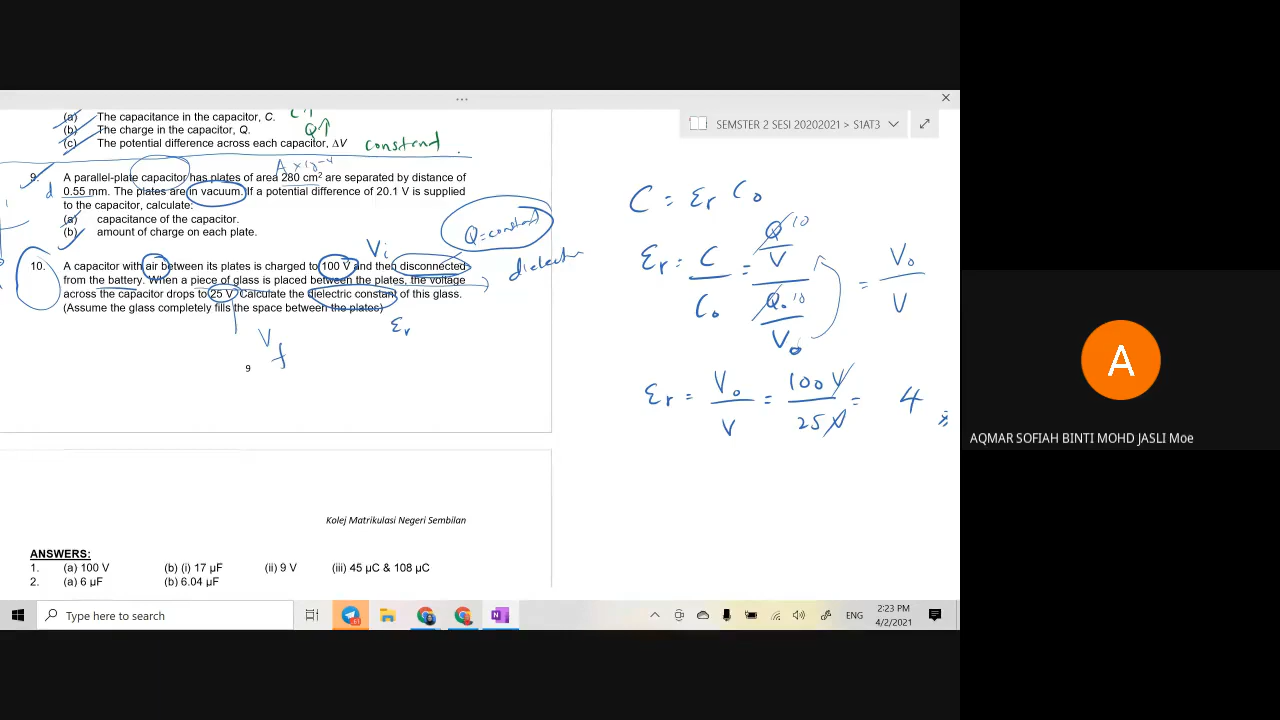 (a) The capacitance in the capacitor, C. C↑
(b) The charge in the capacitor, Q. Q↑
(c) The potential difference across each capacitor, ΔV constant.
A ×10⁻⁴
9. A parallel-plate capacitor has plates of area 280 cm² are separated by distance of
d 0.55 mm. The plates are in vacuum. If a potential difference of 20.1 V is supplied
to the capacitor, calculate:
(a) capacitance of the capacitor.
(b) amount of charge on each plate.
Q=constant
Vi
10. A capacitor with air between its plates is charged to 100 V and then disconnected
from the battery. When a piece of glass is placed between the plates, the voltage
across the capacitor drops to 25 V. Calculate the dielectric constant of this glass.
(Assume the glass completely fills the space between the plates)
εr
Vf
9
C = εr C₀
εr = C/C₀ = (Q/V)/(Q₀/V₀) = V₀/V
εr = V₀/V = 100V/25V = 4
Kolej Matrikulasi Negeri Sembilan
ANSWERS:
1. (a) 100 V (b) (i) 17 µF (ii) 9 V (iii) 45 µC & 108 µC
2. (a) 6 µF (b) 6.04 µF
SEMSTER 2 SESI 20202021 > S1AT3
A
AQMAR SOFIAH BINTI MOHD JASLI Moe
Type here to search
ENG
2:23 PM
4/2/2021